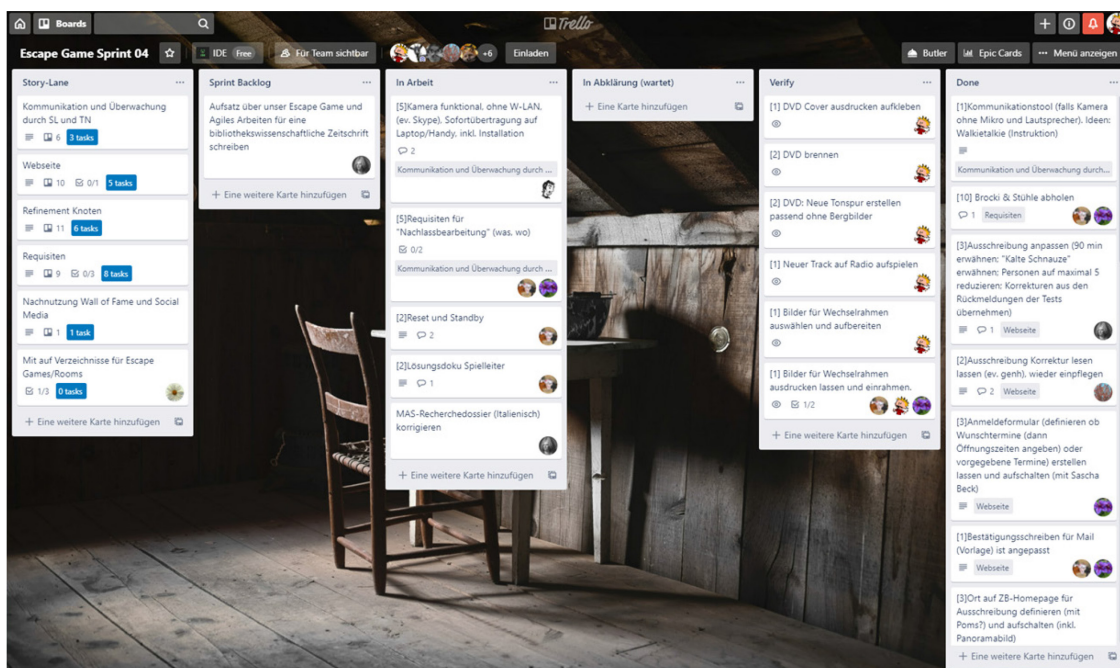 Boards
Trello
Escape Game Sprint 04
IDE Free
Für Team sichtbar
+6
Einladen
Butler
Epic Cards
Menü anzeigen
Story-Lane
Kommunikation und Überwachung
durch SL und TN
6 3 tasks
Webseite
10 0/1 5 tasks
Refinement Knoten
11 6 tasks
Requisiten
9 0/3 8 tasks
Nachnutzung Wall of Fame und Social
Media
1 1 task
Mit auf Verzeichnisse für Escape
Games/Rooms
1/3 0 tasks
+ Eine weitere Karte hinzufügen
Sprint Backlog
Aufsatz über unser Escape Game und
Agiles Arbeiten für eine
bibliothekswissenschaftliche Zeitschrift
schreiben
+ Eine weitere Karte hinzufügen
In Arbeit
[5]Kamera funktional, ohne W-LAN,
(ev. Skype), Sofortübertragung auf
Laptop/Handy, inkl. Installation
2
Kommunikation und Überwachung durch ...
[5]Requisiten für
"Nachlassbearbeitung" (was, wo)
0/2
Kommunikation und Überwachung durch ...
[2]Reset und Standby
2
[2]Lösungsdoku Spielleiter
1
MAS-Recherchedossier (Italienisch)
korrigieren
+ Eine weitere Karte hinzufügen
In Abklärung (wartet)
+ Eine Karte hinzufügen
Verify
[1] DVD Cover ausdrucken aufkleben
[2] DVD brennen
[2] DVD: Neue Tonspur erstellen
passend ohne Bergbilder
[1] Neuer Track auf Radio aufspielen
[1] Bilder für Wechselrahmen
auswählen und aufbereiten
[1] Bilder für Wechselrahmen
ausdrucken lassen und einrahmen.
1/2
+ Eine weitere Karte hinzufügen
Done
[1]Kommunikationstool (falls Kamera
ohne Mikro und Lautsprecher). Ideen:
Walkietalkie (Instruktion)
Kommunikation und Überwachung durch...
[10] Brocki & Stühle abholen
1 Requisiten
[3]Ausschreibung anpassen (90 min
erwähnen; "Kalte Schnauze"
erwähnen; Personen auf maximal 5
reduzieren; Korrekturen aus den
Rückmeldungen der Tests
übernehmen)
1 Webseite
[2]Ausschreibung Korrektur lesen
lassen (ev. genh), wieder einpflegen
2 Webseite
[3]Anmeldeformular (definieren ob
Wunschtermine (dann
Öffnungszeiten angeben) oder
vorgegebene Termine) erstellen
lassen und aufschalten (mit Sascha
Beck)
Webseite
[1]Bestätigungsschreiben für Mail
(Vorlage) ist angepasst
Webseite
[3]Ort auf ZB-Homepage für
Ausschreibung definieren (mit
Poms?) und aufschalten (inkl.
Panoramabild)
+ Eine weitere Karte hinzufügen